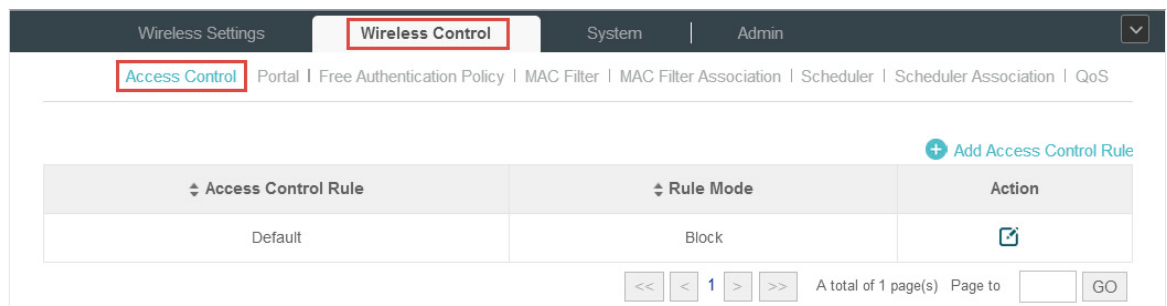 Wireless Settings Wireless Control System | Admin
Access Control Portal | Free Authentication Policy | MAC Filter | MAC Filter Association | Scheduler | Scheduler Association | QoS
Add Access Control Rule
Access Control Rule Rule Mode Action
Default Block
<< < 1 > >> A total of 1 page(s) Page to GO